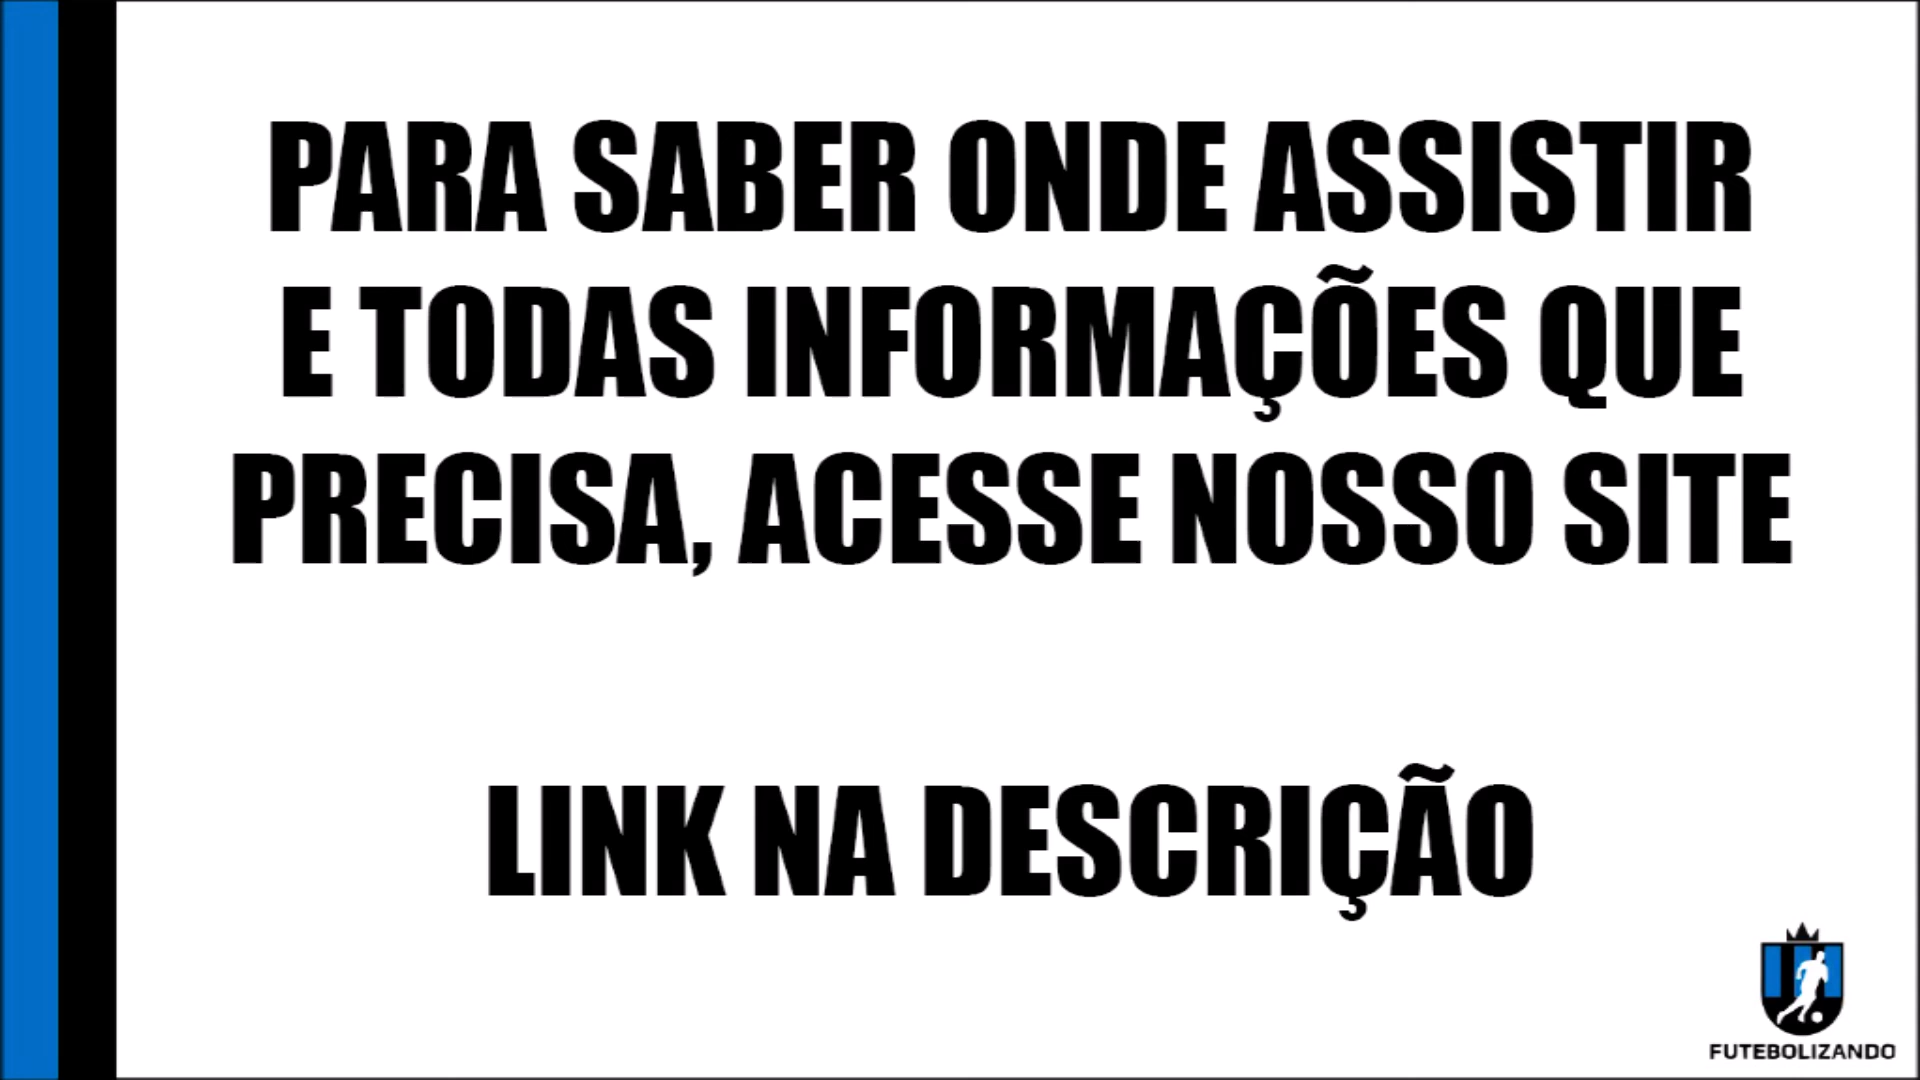 PARA SABER ONDE ASSISTIR
E TODAS INFORMAÇÕES QUE
PRECISA, ACESSE NOSSO SITE
LINK NA DESCRIÇÃO
FUTEBOLIZANDO